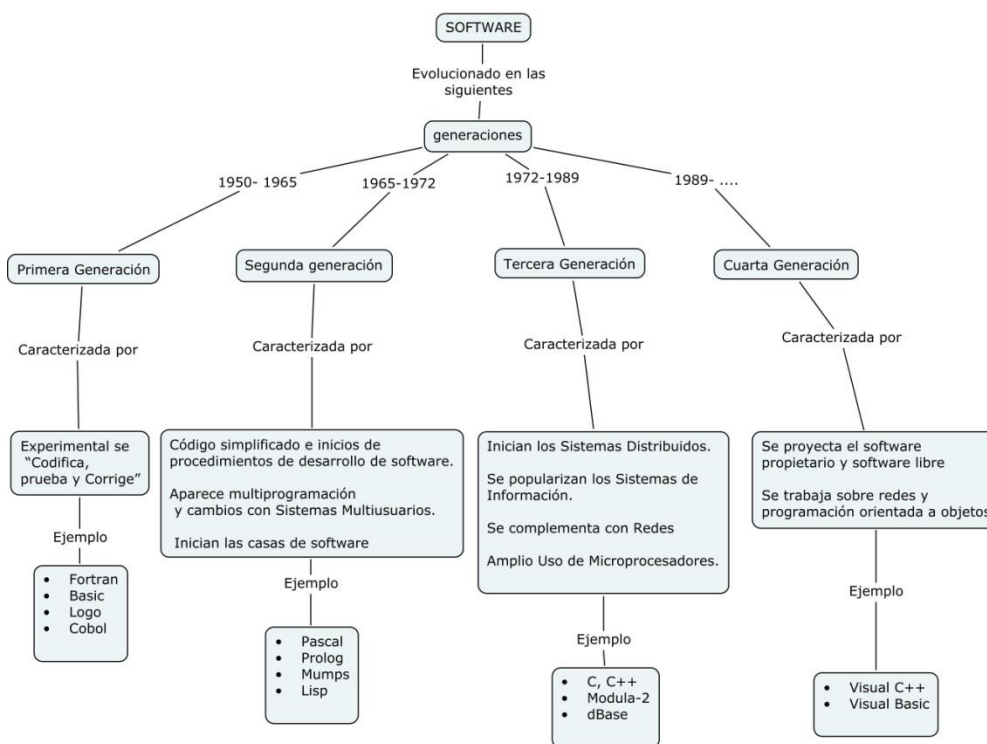 SOFTWARE
Evolucionado en las
siguientes
generaciones
1950- 1965
1965-1972
1972-1989
1989- ....
Primera Generación
Segunda generación
Tercera Generación
Cuarta Generación
Caracterizada por
Caracterizada por
Caracterizada por
Caracterizada por
Experimental se
“Codifica,
prueba y Corrige”
Código simplificado e inicios de
procedimientos de desarrollo de software.
Aparece multiprogramación
y cambios con Sistemas Multiusuarios.
Inician las casas de software
Inician los Sistemas Distribuidos.
Se popularizan los Sistemas de
Información.
Se complementa con Redes
Amplio Uso de Microprocesadores.
Se proyecta el software
propietario y software libre
Se trabaja sobre redes y
programación orientada a objetos
Ejemplo
Ejemplo
Ejemplo
Ejemplo
• Fortran
• Basic
• Logo
• Cobol
• Pascal
• Prolog
• Mumps
• Lisp
• C, C++
• Modula-2
• dBase
• Visual C++
• Visual Basic